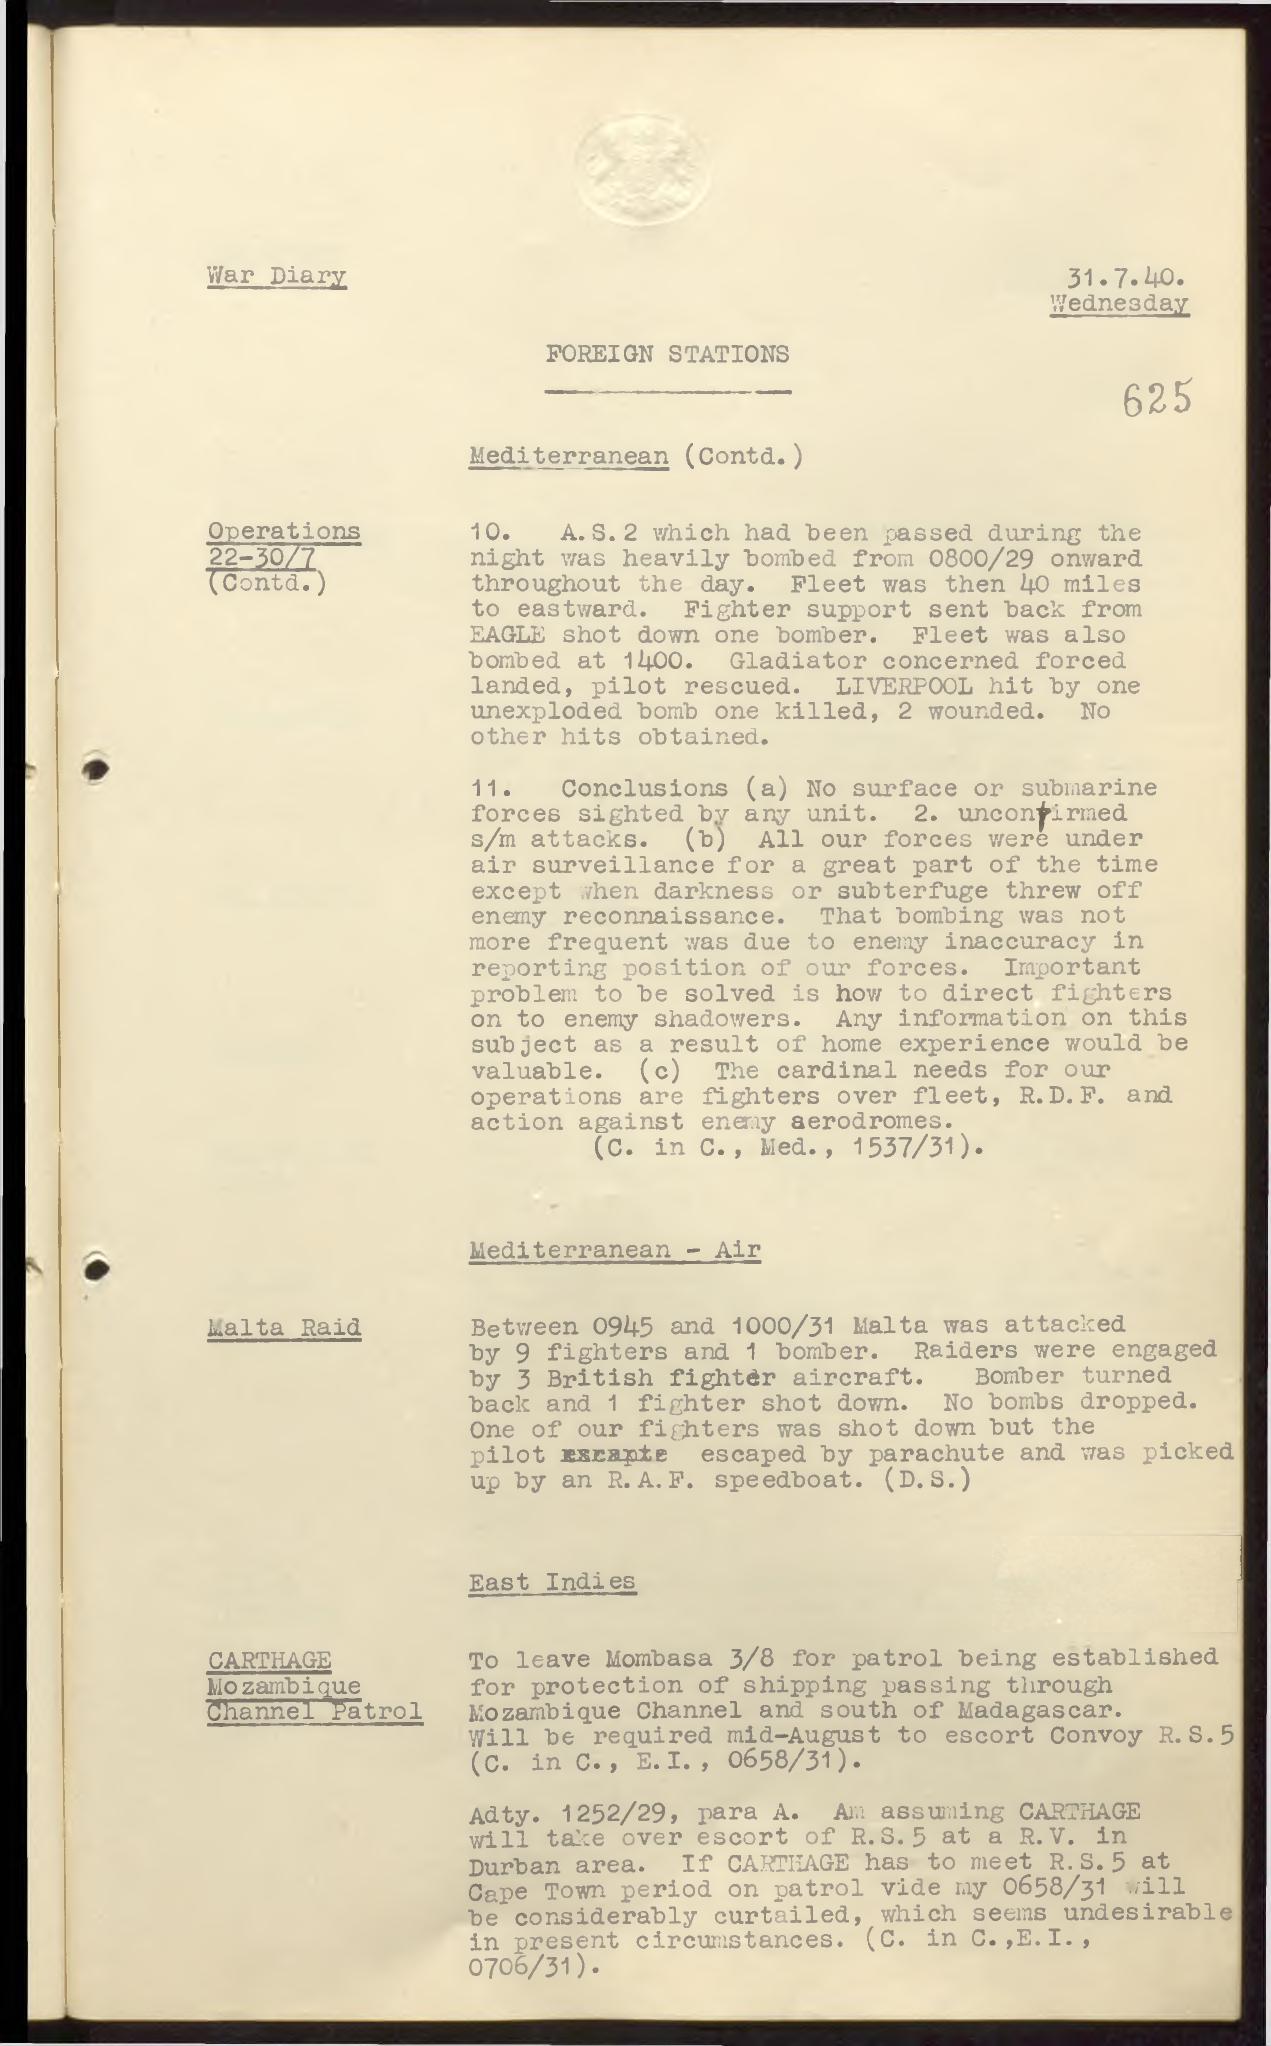 War Diary
31.7.40.
Wednesday
FOREIGN STATIONS
625
Mediterranean (Contd.)
Operations
22-30/7
(Contd.)
10. A.S.2 which had been passed during the
night was heavily bombed from 0800/29 onward
throughout the day. Fleet was then 40 miles
to eastward. Fighter support sent back from
EAGLE shot down one bomber. Fleet was also
bombed at 1400. Gladiator concerned forced
landed, pilot rescued. LIVERPOOL hit by one
unexploded bomb one killed, 2 wounded. No
other hits obtained.
11. Conclusions (a) No surface or submarine
forces sighted by any unit. 2. unconfirmed
s/m attacks. (b) All our forces were under
air surveillance for a great part of the time
except when darkness or subterfuge threw off
enemy reconnaissance. That bombing was not
more frequent was due to enemy inaccuracy in
reporting position of our forces. Important
problem to be solved is how to direct fighters
on to enemy shadowers. Any information on this
subject as a result of home experience would be
valuable. (c) The cardinal needs for our
operations are fighters over fleet, R.D.F. and
action against enemy aerodromes.
(C. in C., Med., 1537/31).
Mediterranean - Air
Malta Raid
Between 0945 and 1000/31 Malta was attacked
by 9 fighters and 1 bomber. Raiders were engaged
by 3 British fighter aircraft. Bomber turned
back and 1 fighter shot down. No bombs dropped.
One of our fighters was shot down but the
pilot escaped by parachute and was picked
up by an R.A.F. speedboat. (D.S.)
East Indies
CARTHAGE
Mozambique
Channel Patrol
To leave Mombasa 3/8 for patrol being established
for protection of shipping passing through
Mozambique Channel and south of Madagascar.
Will be required mid-August to escort Convoy R.S.5
(C. in C., E.I., 0658/31).
Adty. 1252/29, para A. Am assuming CARTHAGE
will take over escort of R.S.5 at a R.V. in
Durban area. If CARTHAGE has to meet R.S.5 at
Cape Town period on patrol vide my 0658/31 will
be considerably curtailed, which seems undesirable
in present circumstances. (C. in C.,E.I.,
0706/31).